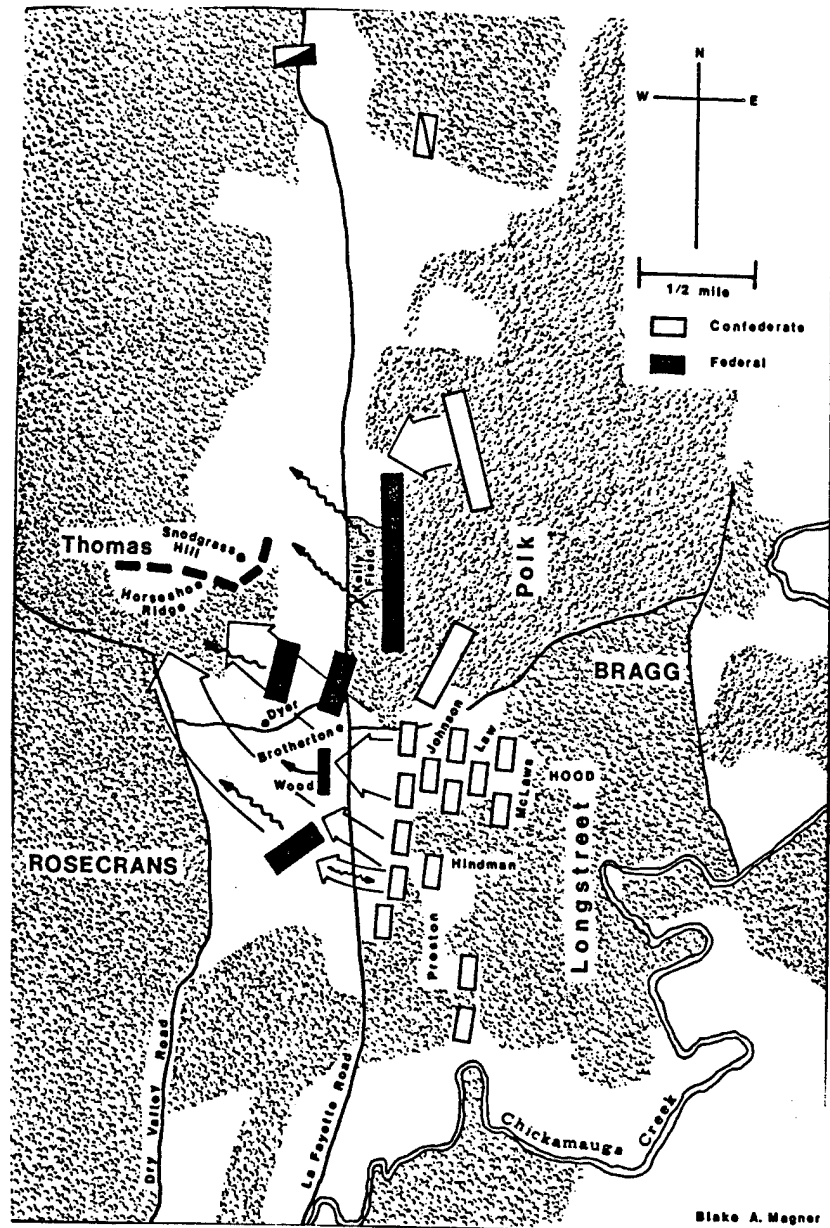 N
W E
1/2 mile
Confederate
Federal
Thomas
Snodgrass
Hill
Horseshoe
Ridge
Kelly
Field
Polk
BRAGG
Dyer
Brotherton
Wood
Johnson
Law
McLaws
HOOD
Hindman
Longstreet
Preston
ROSECRANS
Dry Valley Road
La Fayette Road
Chickamauga Creek
Blake A. Magner